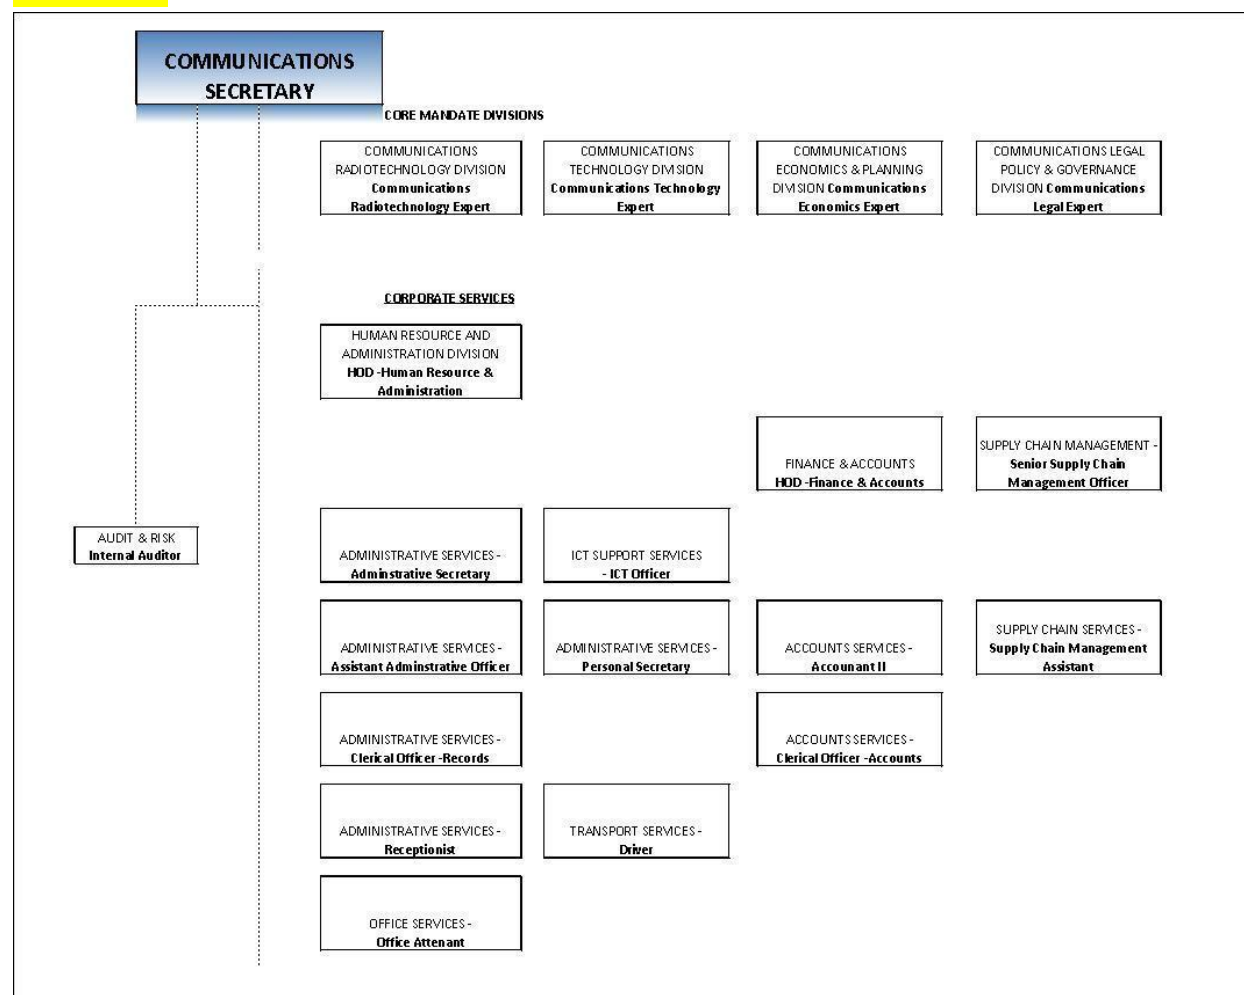 COMMUNICATIONS
SECRETARY
CORE MANDATE DIVISIONS
COMMUNICATIONS
RADIOTECHNOLOGY DIVISION
Communications
Radiotechnology Expert
COMMUNICATIONS
TECHNOLOGY DIVISION
Communications Technology
Expert
COMMUNICATIONS
ECONOMICS & PLANNING
DIVISION Communications
Economics Expert
COMMUNICATIONS LEGAL
POLICY & GOVERNANCE
DIVISION Communications
Legal Expert
CORPORATE SERVICES
HUMAN RESOURCE AND
ADMINISTRATION DIVISION
HOD -Human Resource &
Administration
FINANCE & ACCOUNTS
HOD -Finance & Accounts
SUPPLY CHAIN MANAGEMENT -
Senior Supply Chain
Management Officer
AUDIT & RISK
Internal Auditor
ADMINISTRATIVE SERVICES -
Adminstrative Secretary
ICT SUPPORT SERVICES
- ICT Officer
ADMINISTRATIVE SERVICES -
Assistant Adminstrative Officer
ADMINISTRATIVE SERVICES -
Personal Secretary
ACCOUNTS SERVICES -
Accounant II
SUPPLY CHAIN SERVICES -
Supply Chain Management
Assistant
ADMINISTRATIVE SERVICES -
Clerical Officer -Records
ACCOUNTS SERVICES -
Clerical Officer -Accounts
ADMINISTRATIVE SERVICES -
Receptionist
TRANSPORT SERVICES -
Driver
OFFICE SERVICES -
Office Attenant